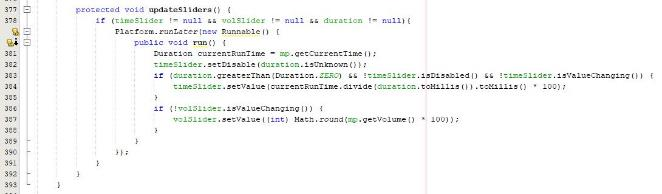 377 protected void updateSliders() {
378 if (timeSlider != null && volSlider != null && duration != null){
Platform.runLater(new Runnable() {
public void run() {
381 Duration currentRunTime = mp.getCurrentTime();
382 timeSlider.setDisable(duration.isUnknown());
383 if (duration.greaterThan(Duration.ZERO) && !timeSlider.isDisabled() && !timeSlider.isValueChanging()) {
384 timeSlider.setValue(currentRunTime.divide(duration.toMillis()).toMillis() * 100);
385 }
386 if (!volSlider.isValueChanging()) {
387 volSlider.setValue((int) Math.round(mp.getVolume() * 100));
388 }
389 }
390 });
391 }
392 }
393 }